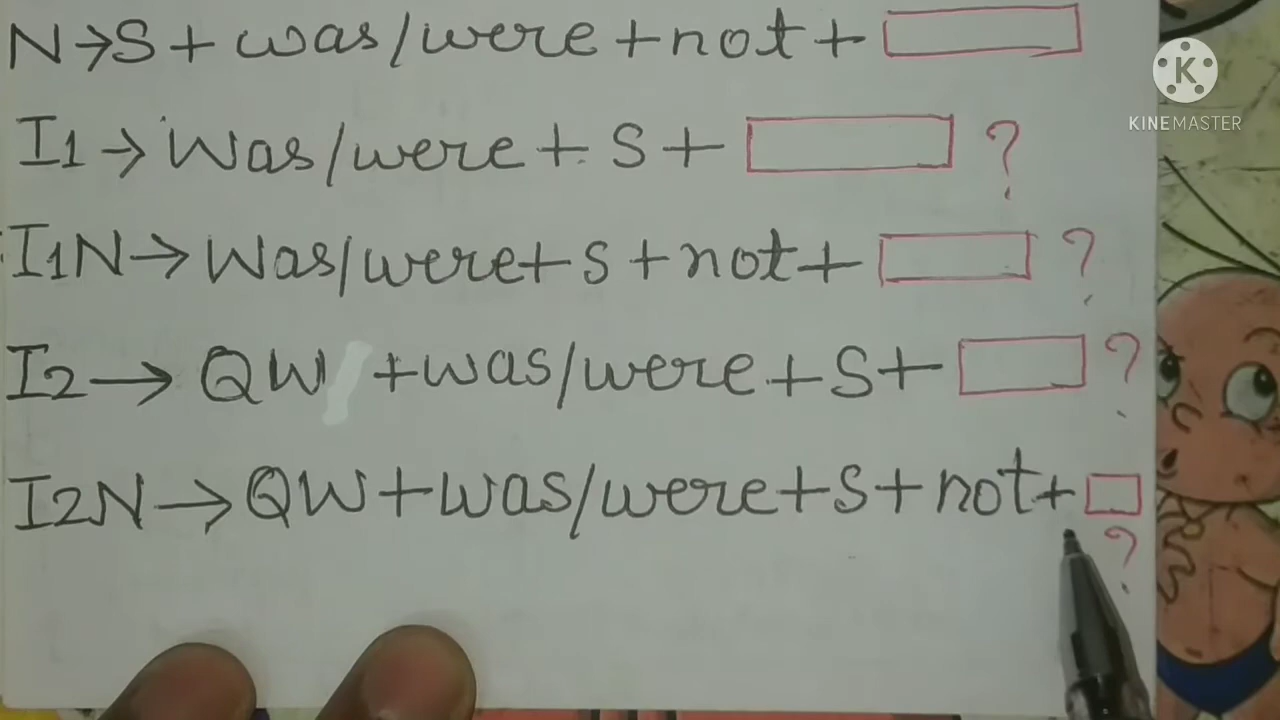 N→S + was/were + not + 
I1 → Was/were + S + ?
I1N → Was/were + S + not + ?
I2 → QW + was/were + S + ?
I2N → QW + was/were + S + not + 
?
K
KINEMASTER